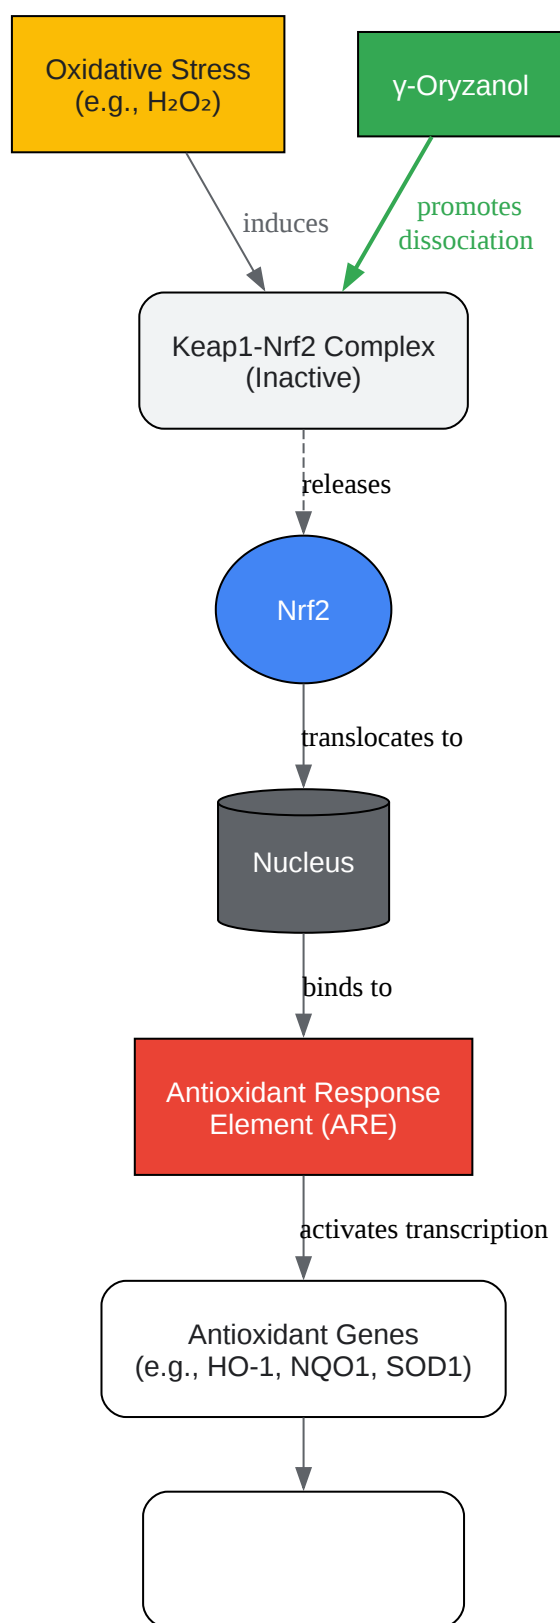 Oxidative Stress
(e.g., H₂O₂)
γ-Oryzanol
induces
promotes
dissociation
Keap1-Nrf2 Complex
(Inactive)
releases
Nrf2
translocates to
Nucleus
binds to
Antioxidant Response
Element (ARE)
activates transcription
Antioxidant Genes
(e.g., HO-1, NQO1, SOD1)